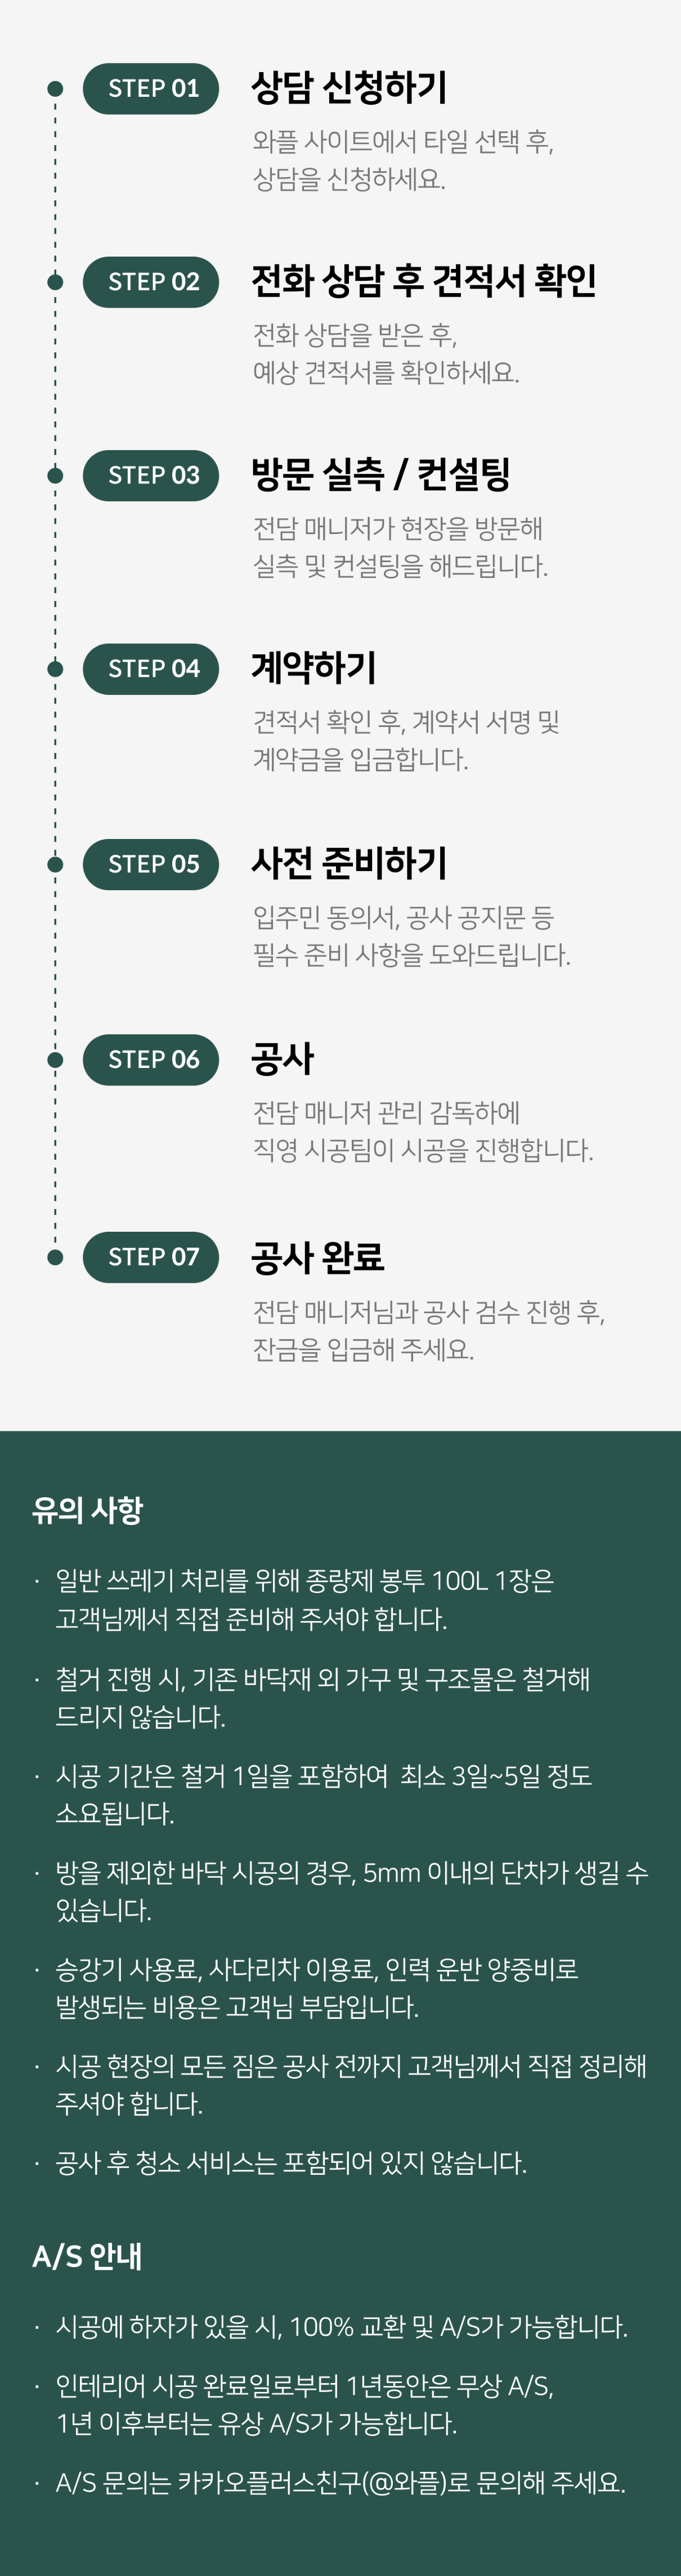 STEP 01
상담 신청하기
와플 사이트에서 타일 선택 후,
상담을 신청하세요.
STEP 02
전화 상담 후 견적서 확인
전화 상담을 받은 후,
예상 견적서를 확인하세요.
STEP 03
방문 실측 / 컨설팅
전담 매니저가 현장을 방문해
실측 및 컨설팅을 해드립니다.
STEP 04
계약하기
견적서 확인 후, 계약서 서명 및
계약금을 입금합니다.
STEP 05
사전 준비하기
입주민 동의서, 공사 공지문 등
필수 준비 사항을 도와드립니다.
STEP 06
공사
전담 매니저 관리 감독하에
직영 시공팀이 시공을 진행합니다.
STEP 07
공사 완료
전담 매니저님과 공사 검수 진행 후,
잔금을 입금해 주세요.
유의 사항
· 일반 쓰레기 처리를 위해 종량제 봉투 100L 1장은
고객님께서 직접 준비해 주셔야 합니다.
· 철거 진행 시, 기존 바닥재 외 가구 및 구조물은 철거해
드리지 않습니다.
· 시공 기간은 철거 1일을 포함하여 최소 3일~5일 정도
소요됩니다.
· 방을 제외한 바닥 시공의 경우, 5mm 이내의 단차가 생길 수
있습니다.
· 승강기 사용료, 사다리차 이용료, 인력 운반 양중비로
발생되는 비용은 고객님 부담입니다.
· 시공 현장의 모든 짐은 공사 전까지 고객님께서 직접 정리해
주셔야 합니다.
· 공사 후 청소 서비스는 포함되어 있지 않습니다.
A/S 안내
· 시공에 하자가 있을 시, 100% 교환 및 A/S가 가능합니다.
· 인테리어 시공 완료일로부터 1년동안은 무상 A/S,
1년 이후부터는 유상 A/S가 가능합니다.
· A/S 문의는 카카오플러스친구(@와플)로 문의해 주세요.